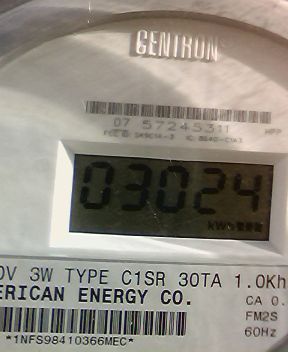 CENTRON
07 57245311
HPP
03024
kWh
0V 3W TYPE C1SR 30TA 1.0Kh
ERICAN ENERGY CO. CA 0.
FM2S
60Hz
*1NFS98410366MEC*